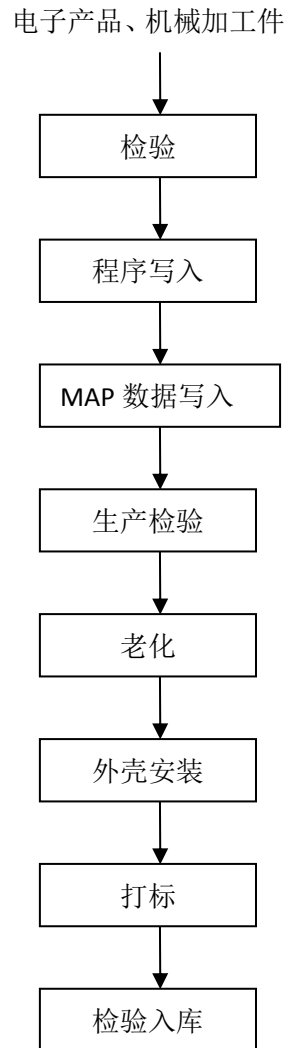 电子产品、机械加工件
检验
程序写入
MAP 数据写入
生产检验
老化
外壳安装
打标
检验入库